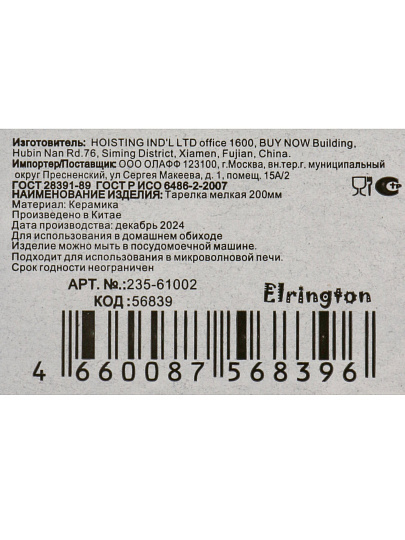 Изготовитель: HOISTING IND'L LTD office 1600, BUY NOW Building,
Hubin Nan Rd.76, Siming District, Xiamen, Fujian, China.
Импортер/Поставщик: ООО ОЛАФФ 123100, г.Москва, вн.тер.г. муниципальный
округ Пресненский, ул Сергея Макеева, д. 1, помещ. 15А/2
ГОСТ 28391-89 ГОСТ Р ИСО 6486-2-2007
НАИМЕНОВАНИЕ ИЗДЕЛИЯ: Тарелка мелкая 200мм
Материал: Керамика
Произведено в Китае
Дата производства: декабрь 2024
Для использования в домашнем обиходе
Изделие можно мыть в посудомоечной машине.
Подходит для использования в микроволновой печи.
Срок годности неограничен
АРТ. №.:235-61002
КОД :56839
Elrington
4 660087 568396